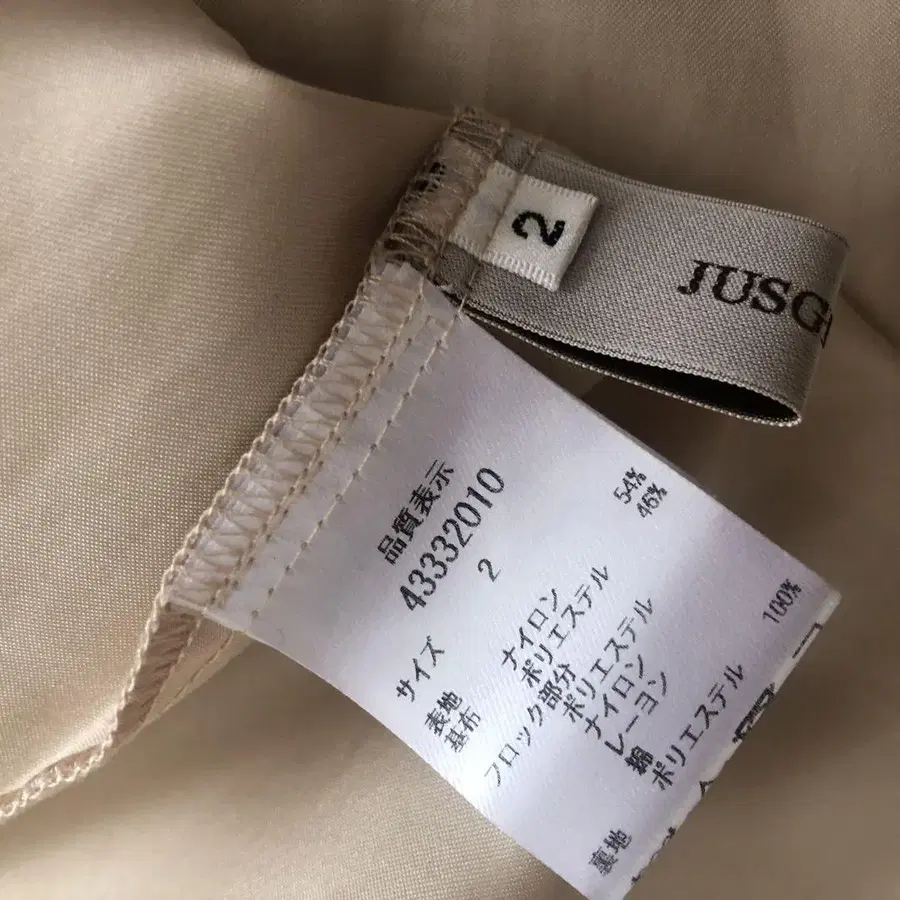 2
JUSG
品質表示
43332010
サイズ 2
表地
基布 ナイロン 54%
ポリエステル 46%
フロック部分
ポリエステル
ナイロン
レーヨン
綿
裏地 ポリエステル 100%